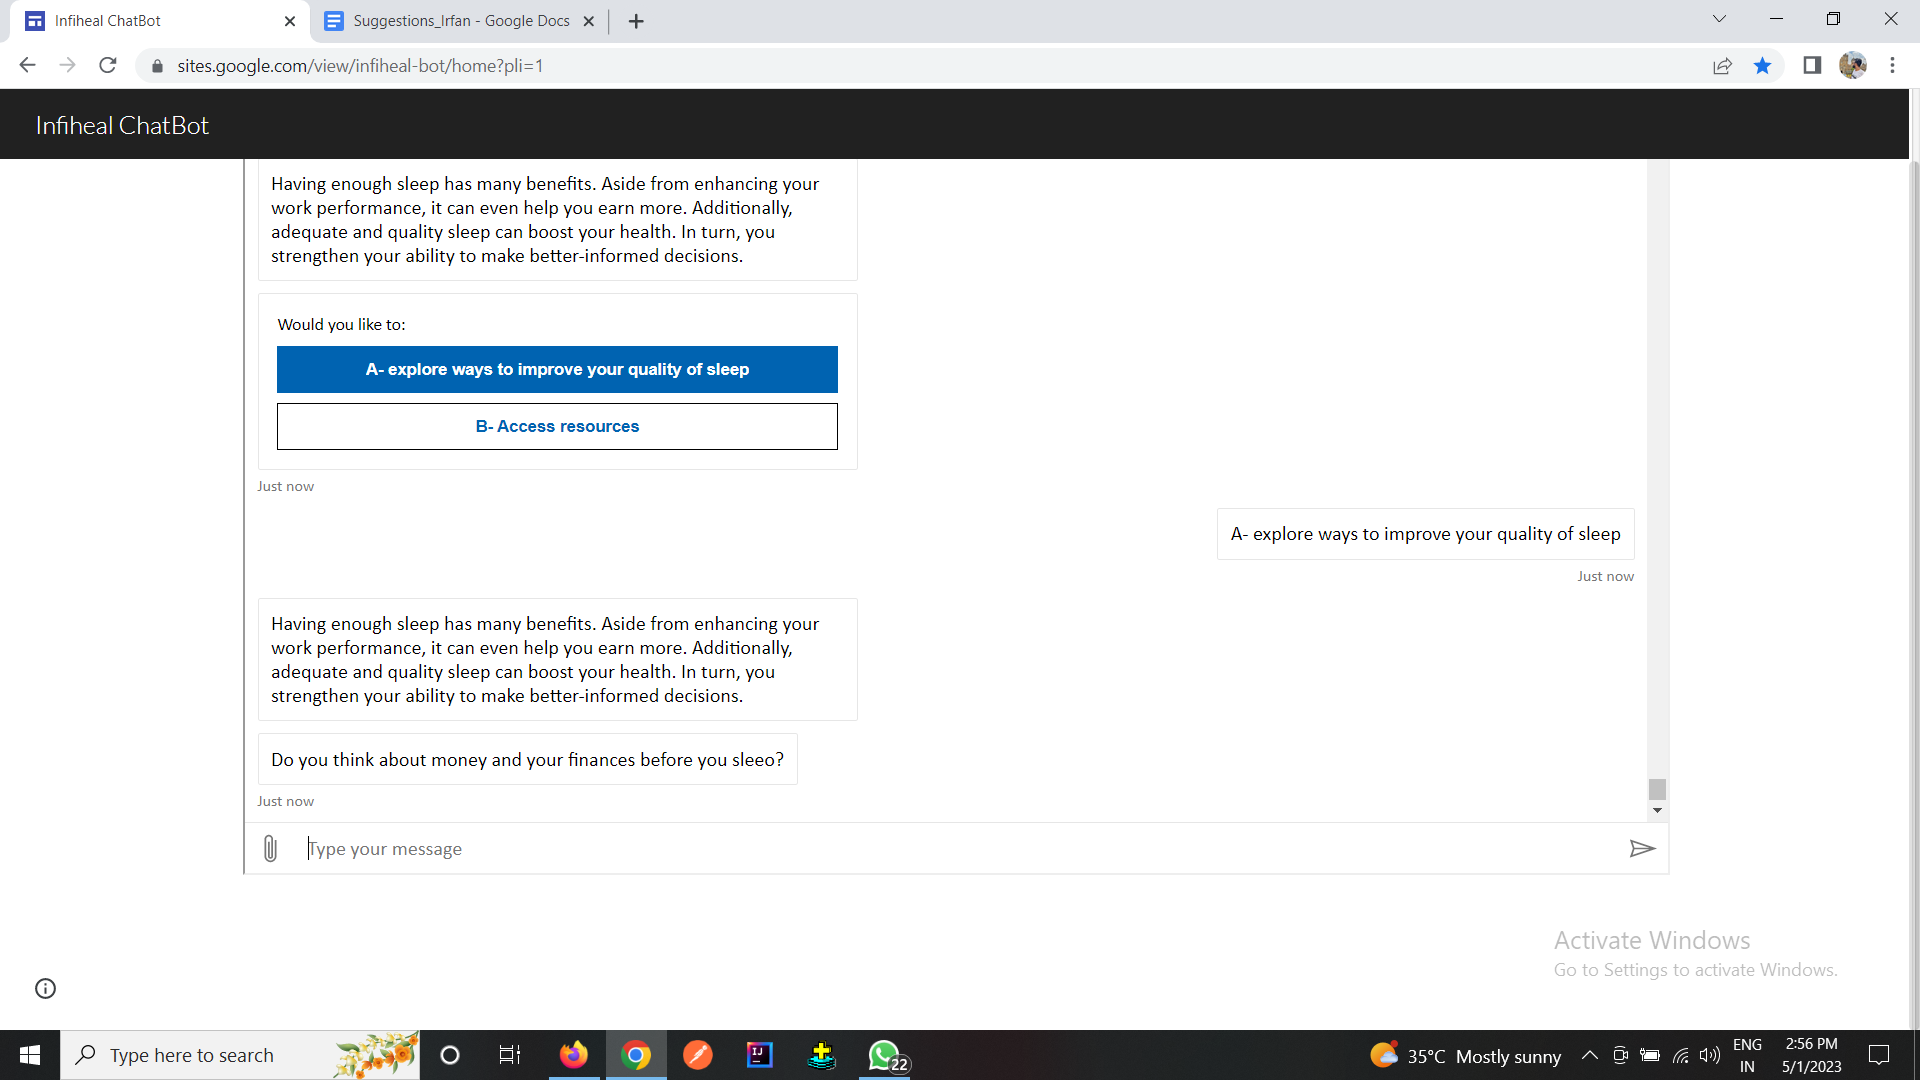 Infiheal ChatBot
Suggestions_Irfan - Google Docs
sites.google.com/view/infiheal-bot/home?pli=1
Infiheal ChatBot
Having enough sleep has many benefits. Aside from enhancing your
work performance, it can even help you earn more. Additionally,
adequate and quality sleep can boost your health. In turn, you
strengthen your ability to make better-informed decisions.
Would you like to:
A- explore ways to improve your quality of sleep
B- Access resources
Just now
A- explore ways to improve your quality of sleep
Just now
Having enough sleep has many benefits. Aside from enhancing your
work performance, it can even help you earn more. Additionally,
adequate and quality sleep can boost your health. In turn, you
strengthen your ability to make better-informed decisions.
Do you think about money and your finances before you sleeo?
Just now
Type your message
Activate Windows
Go to Settings to activate Windows.
Type here to search
IJ
22
35°C Mostly sunny
ENG
IN
2:56 PM
5/1/2023